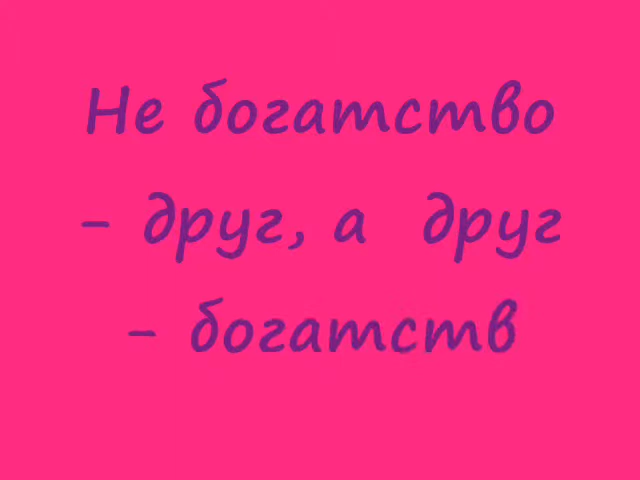 Не богатство
- друг, а друг
- богатств